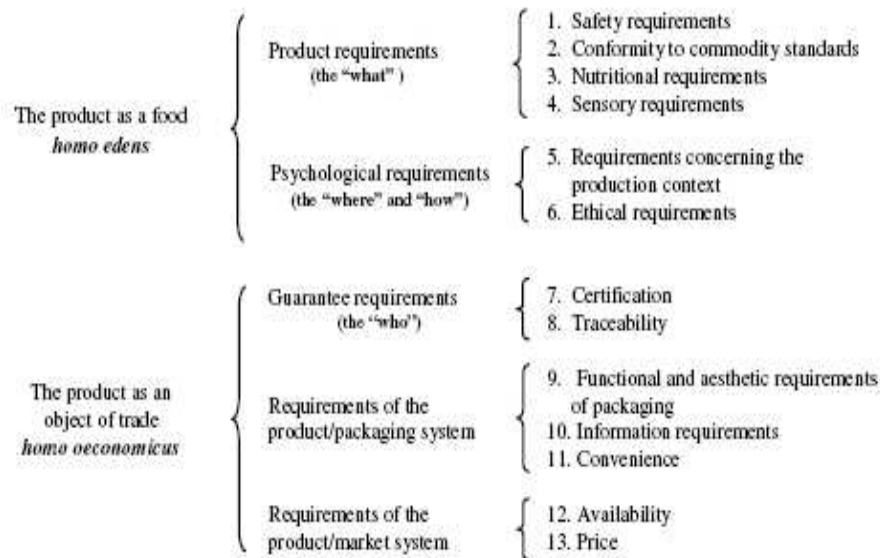 The product as a food
homo edens
Product requirements
(the “what” )
1. Safety requirements
2. Conformity to commodity standards
3. Nutritional requirements
4. Sensory requirements
Psychological requirements
(the “where” and “how”)
5. Requirements concerning the
production context
6. Ethical requirements
The product as an
object of trade
homo oeconomicus
Guarantee requirements
(the “who”)
7. Certification
8. Traceability
Requirements of the
product/packaging system
9. Functional and aesthetic requirements
of packaging
10. Information requirements
11. Convenience
Requirements of the
product/market system
12. Availability
13. Price